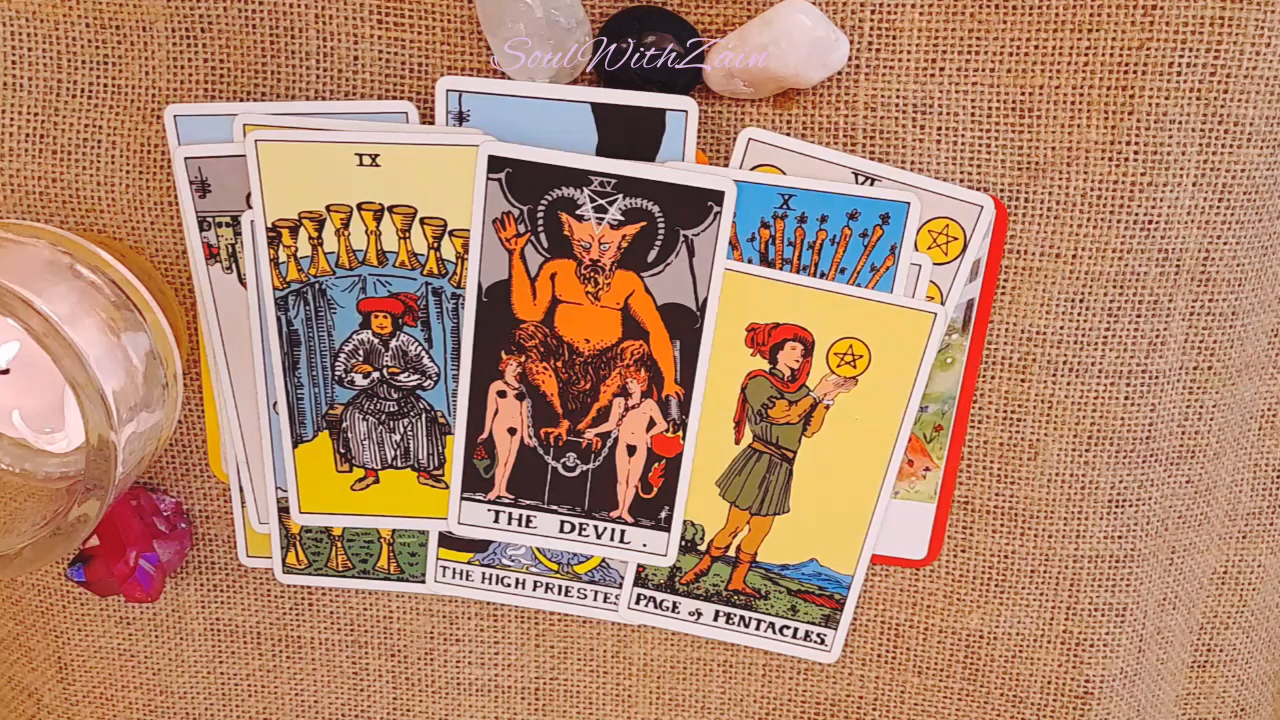 SoulWithZain
IX
XV
X
VI
THE DEVIL.
THE HIGH PRIESTES
PAGE of PENTACLES.